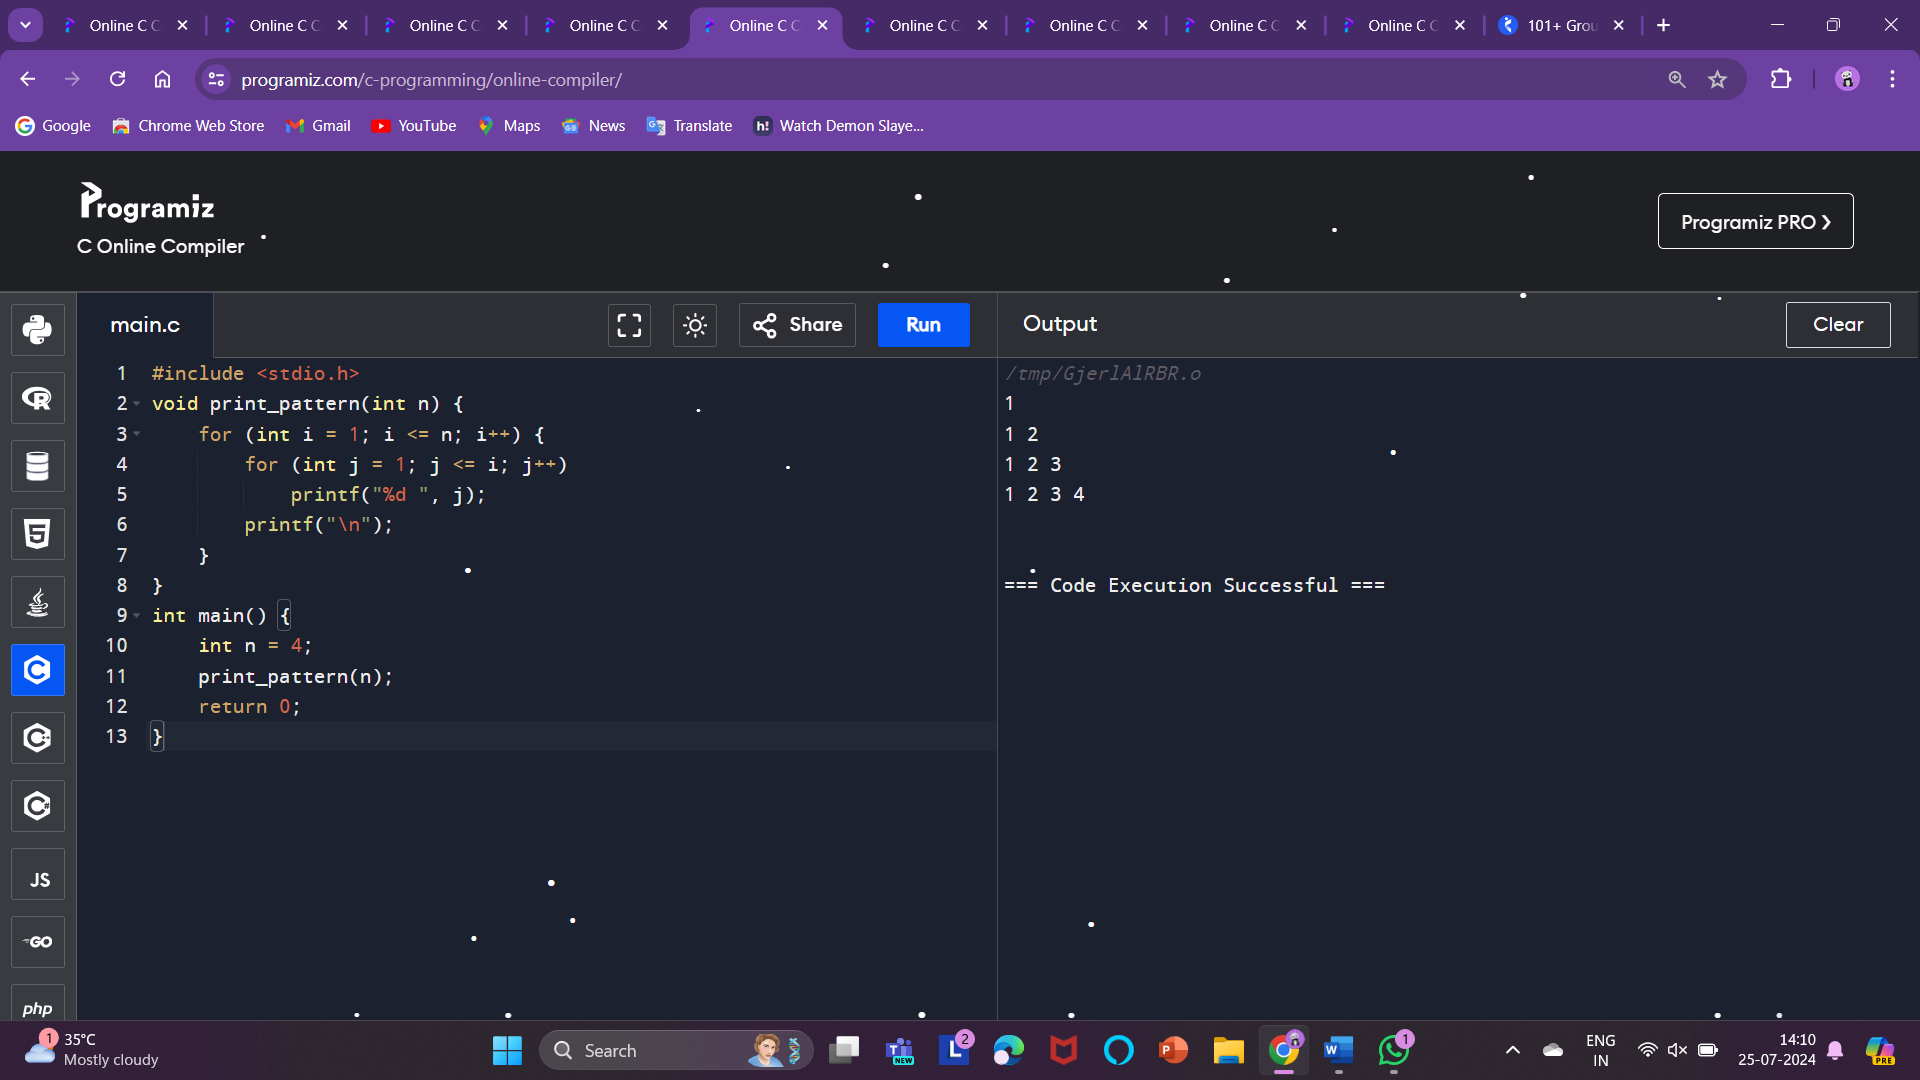 Online C C
Online C C
Online C C
Online C C
Online C C
Online C C
Online C C
Online C C
Online C C
101+ Grou
programiz.com/c-programming/online-compiler/
Google
Chrome Web Store
Gmail
YouTube
Maps
News
Translate
h!
Watch Demon Slaye...
Programiz
C Online Compiler
Programiz PRO ❯
main.c
Share
Run
Output
Clear
1 #include <stdio.h>
2 void print_pattern(int n) {
3     for (int i = 1; i <= n; i++) {
4         for (int j = 1; j <= i; j++)
5             printf("%d ", j);
6         printf("\n");
7     }
8 }
9 int main() {
10     int n = 4;
11     print_pattern(n);
12     return 0;
13 }
/tmp/GjerlAlRBR.o
1
1 2
1 2 3
1 2 3 4
=== Code Execution Successful ===
JS
GO
php
1
35°C
Mostly cloudy
Search
NEW
L
2
P
W
1
ENG
IN
14:10
25-07-2024
PRE